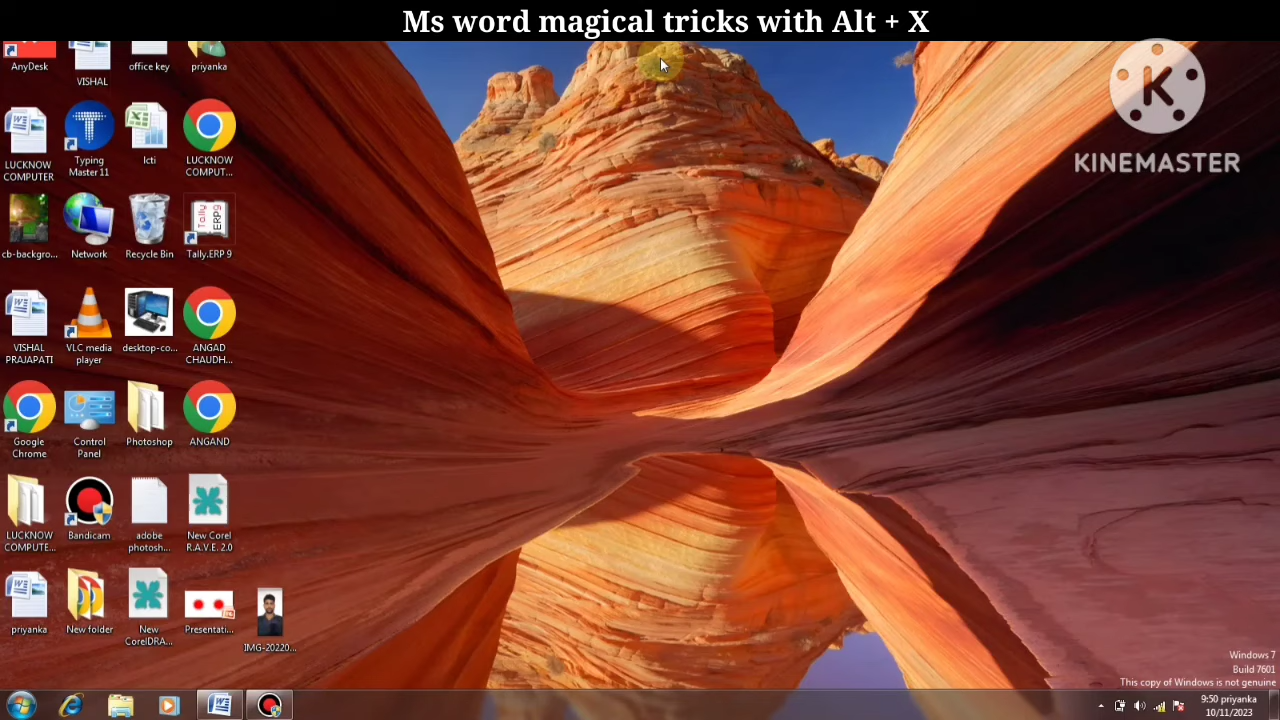 Ms word magical tricks with Alt + X
KINEMASTER
AnyDesk
VISHAL
office key
priyanka
LUCKNOW
COMPUTER
Typing
Master 11
lcti
LUCKNOW
COMPUT...
cb-backgro...
Network
Recycle Bin
Tally.ERP 9
VISHAL
PRAJAPATI
VLC media
player
desktop-co...
ANGAD
CHAUDH...
Google
Chrome
Control
Panel
Photoshop
ANGAND
LUCKNOW
COMPUTE...
Bandicam
adobe
photosh...
New Corel
R.A.V.E. 2.0
priyanka
New folder
New
CorelDRA...
Presentati...
IMG-20220...
Windows 7
Build 7601
This copy of Windows is not genuine
9:50 priyanka
10/11/2023